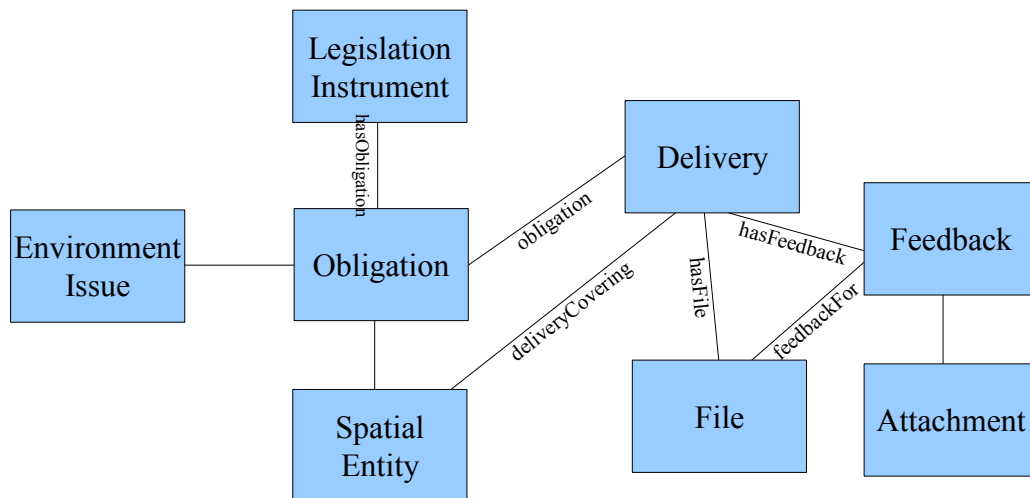 Legislation
Instrument
hasObligation
Delivery
Environment
Issue
Obligation
obligation
hasFeedback
Feedback
deliveryCovering
hasFile
feedbackFor
Spatial
Entity
File
Attachment